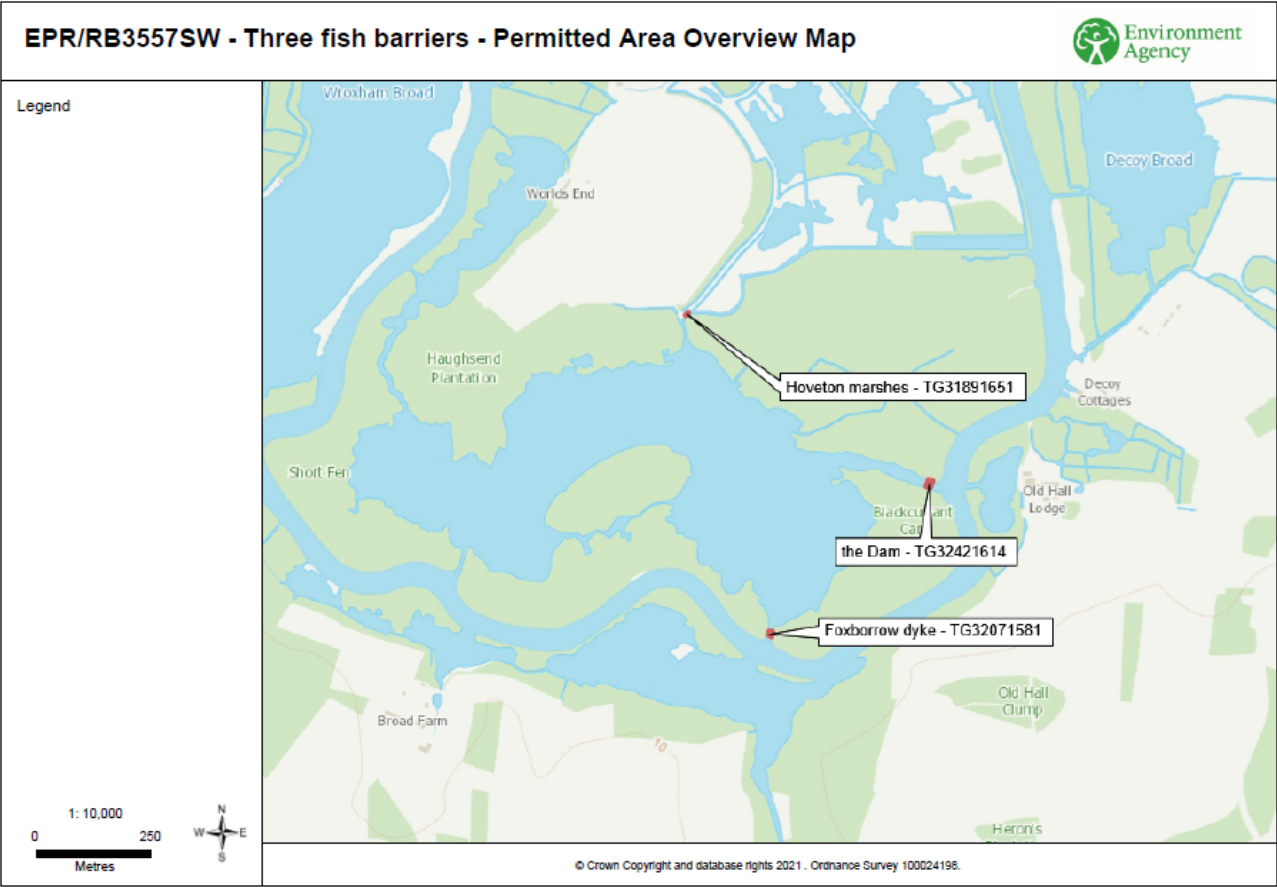 EPR/RB3557SW - Three fish barriers - Permitted Area Overview Map
Environment
Agency
Legend
Wroxham Broad
Decoy Broad
Worlds End
Haughsend
Plantation
Hoveton marshes - TG31891651
Decoy
Cottages
Short Fen
Old Hall
Lodge
the Dam - TG32421614
Foxborrow dyke - TG32071581
Old Hall
Clump
Broad Farm
10
Heron's
1: 10,000
0 250
Metres
N
W E
S
© Crown Copyright and database rights 2021 . Ordnance Survey 100024198.